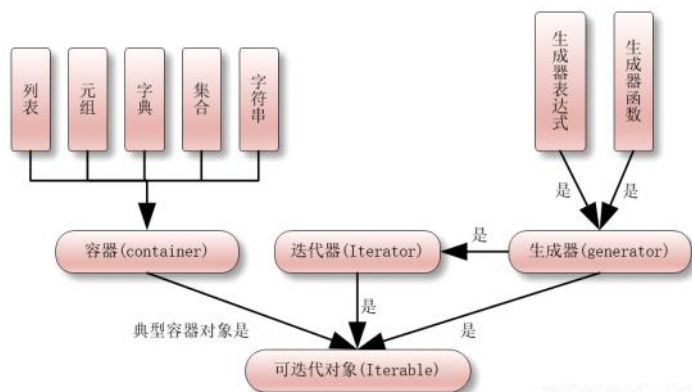 列表
元组
字典
集合
字符串
生成器表达式
生成器函数
是
是
容器(container)
迭代器(Iterator)
是
生成器(generator)
典型容器对象是
是
是
可迭代对象(Iterable)